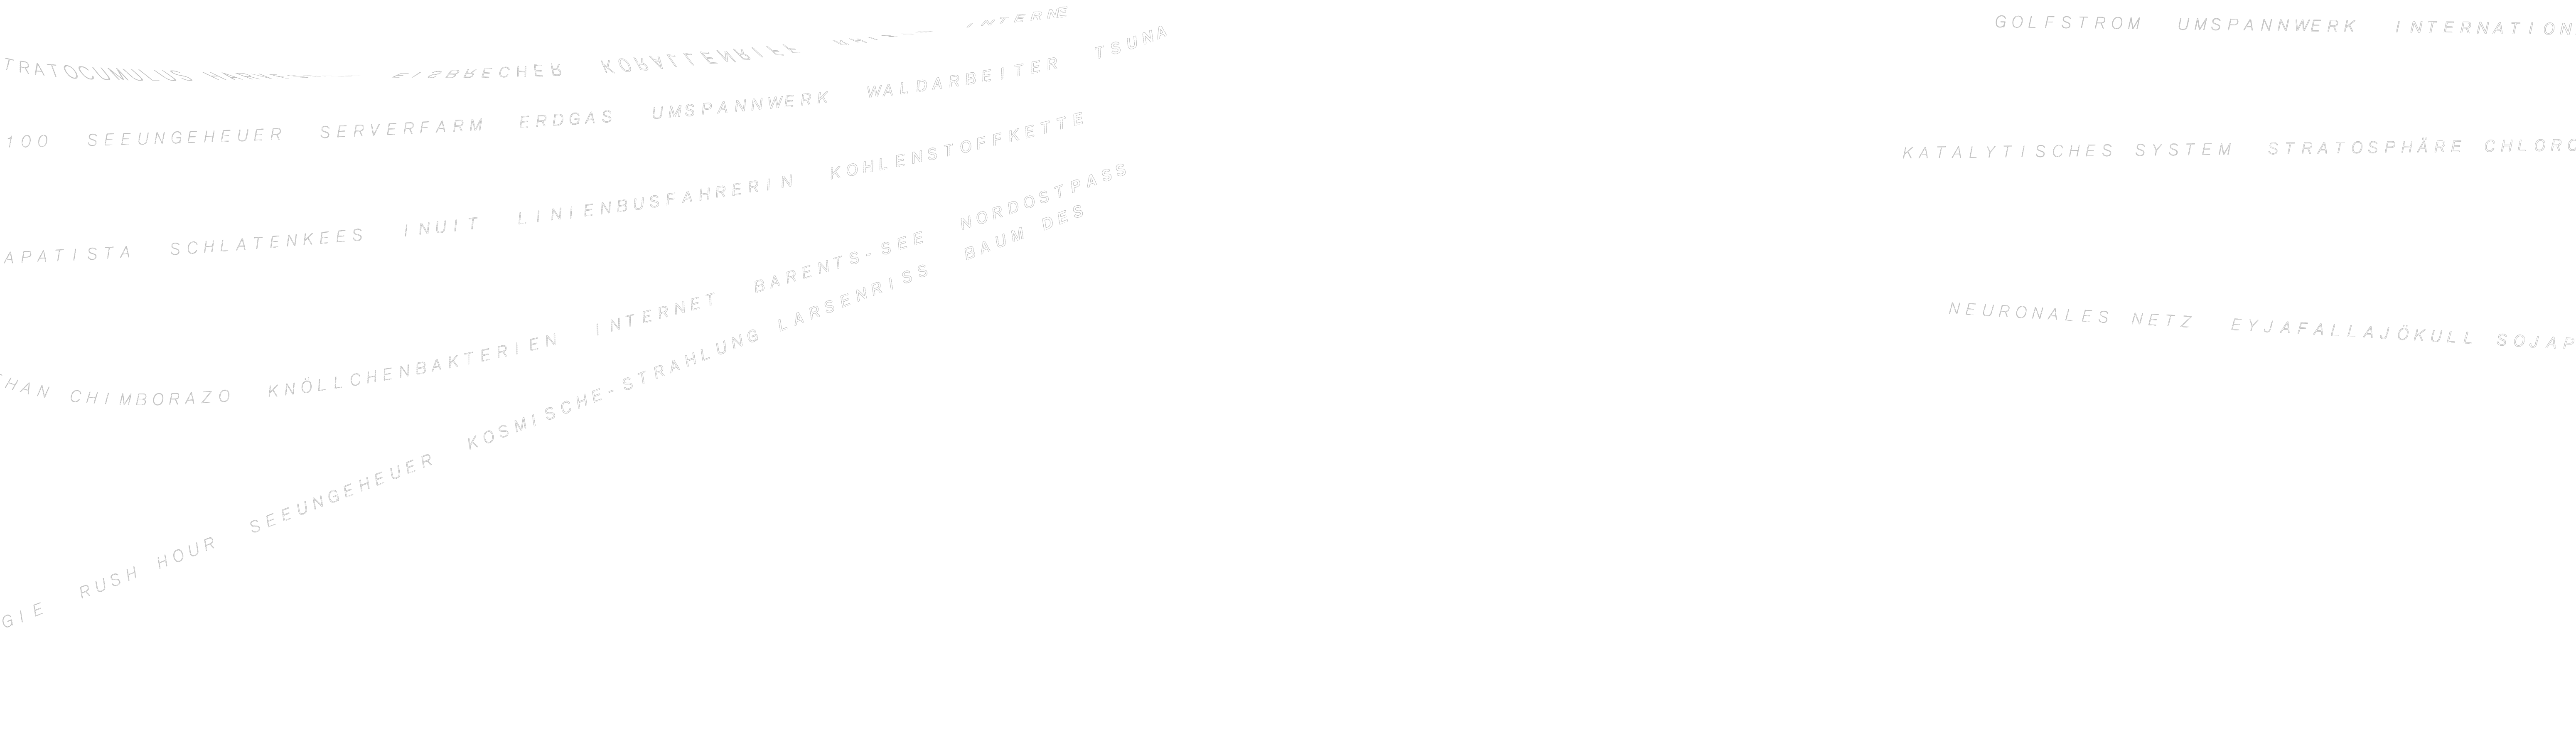 TRATOCUMULUS EISBRECHER KORALLENRIFF INTERNE
100 SEEUNGEHEUER SERVERFARM ERDGAS UMSPANNWERK WALDARBEITER TSUNA
APATISTA SCHLATENKEES INUIT LINIENBUSFAHRERIN KOHLENSTOFFKETTE
HAN CHIMBORAZO KNÖLLCHENBAKTERIEN INTERNET BARENTS-SEE NORDOSTPASS
GIE RUSH HOUR SEEUNGEHEUER KOSMISCHE-STRAHLUNG LARSENRISS BAUM DES
GOLFSTROM UMSPANNWERK INTERNATION
KATALYTISCHES SYSTEM STRATOSPHÄRE CHLORO
NEURONALES NETZ EYJAFALLAJÖKULL SOJAP